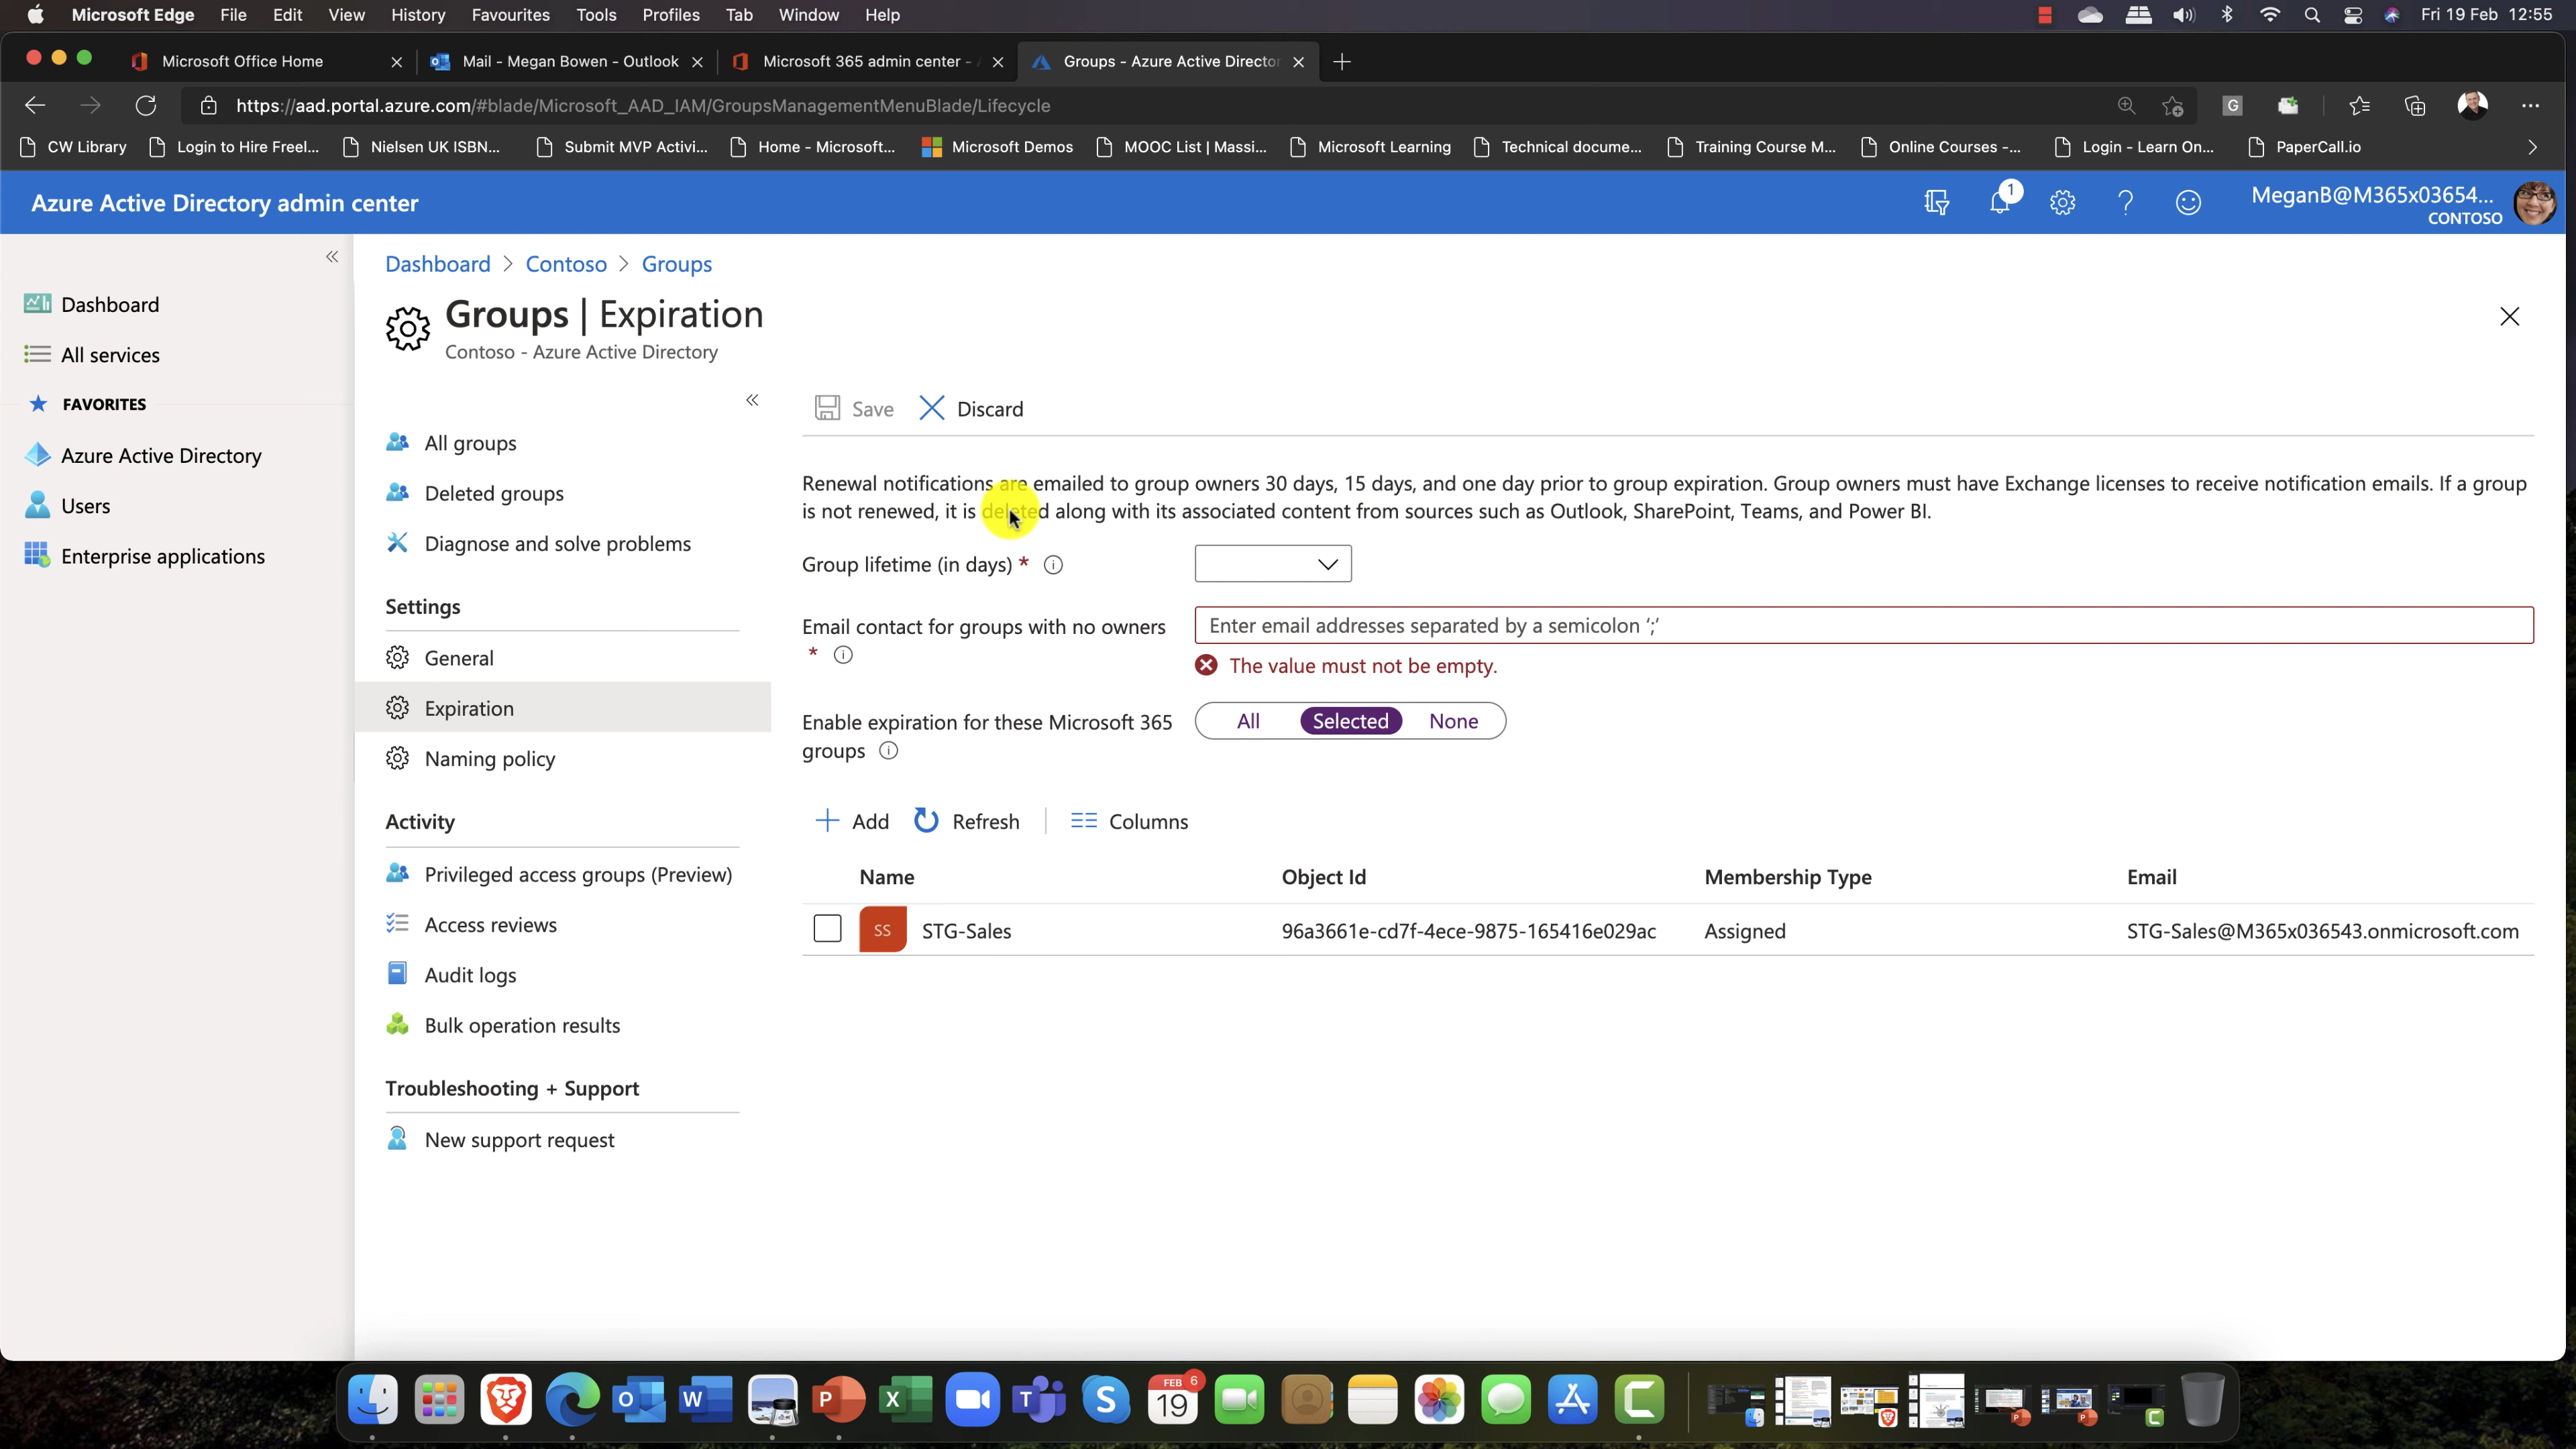 Microsoft Edge File Edit View History Favourites Tools Profiles Tab Window Help Fri 19 Feb 12:55
Microsoft Office Home Mail - Megan Bowen - Outlook Microsoft 365 admin center - Groups - Azure Active Director
https://aad.portal.azure.com/#blade/Microsoft_AAD_IAM/GroupsManagementMenuBlade/Lifecycle G
CW Library Login to Hire Freel... Nielsen UK ISBN... Submit MVP Activi... Home - Microsoft... Microsoft Demos MOOC List | Massi... Microsoft Learning Technical docume... Training Course M... Online Courses -... Login - Learn On... PaperCall.io
Azure Active Directory admin center 1 MeganB@M365x03654...
CONTOSO
Dashboard
All services
FAVORITES
Azure Active Directory
Users
Enterprise applications
Dashboard > Contoso > Groups
Groups | Expiration
Contoso - Azure Active Directory
All groups
Deleted groups
Diagnose and solve problems
Settings
General
Expiration
Naming policy
Activity
Privileged access groups (Preview)
Access reviews
Audit logs
Bulk operation results
Troubleshooting + Support
New support request
Save Discard
Renewal notifications are emailed to group owners 30 days, 15 days, and one day prior to group expiration. Group owners must have Exchange licenses to receive notification emails. If a group
is not renewed, it is deleted along with its associated content from sources such as Outlook, SharePoint, Teams, and Power BI.
Group lifetime (in days) *
Email contact for groups with no owners Enter email addresses separated by a semicolon ‘;’
*
The value must not be empty.
Enable expiration for these Microsoft 365 All Selected None
groups
Add Refresh Columns
Name Object Id Membership Type Email
SS STG-Sales 96a3661e-cd7f-4ece-9875-165416e029ac Assigned STG-Sales@M365x036543.onmicrosoft.com
FEB 6
19